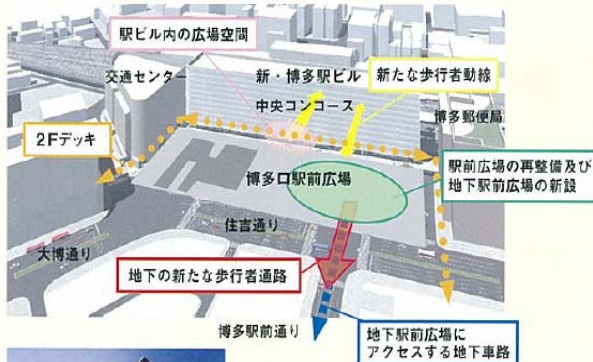 駅ビル内の広場空間
交通センター
新・博多駅ビル
新たな歩行者動線
中央コンコース
博多郵便局
2Fデッキ
博多口駅前広場
駅前広場の再整備及び
地下駅前広場の新設
住吉通り
大博通り
地下の新たな歩行者通路
博多駅前通り
地下駅前広場に
アクセスする地下車路